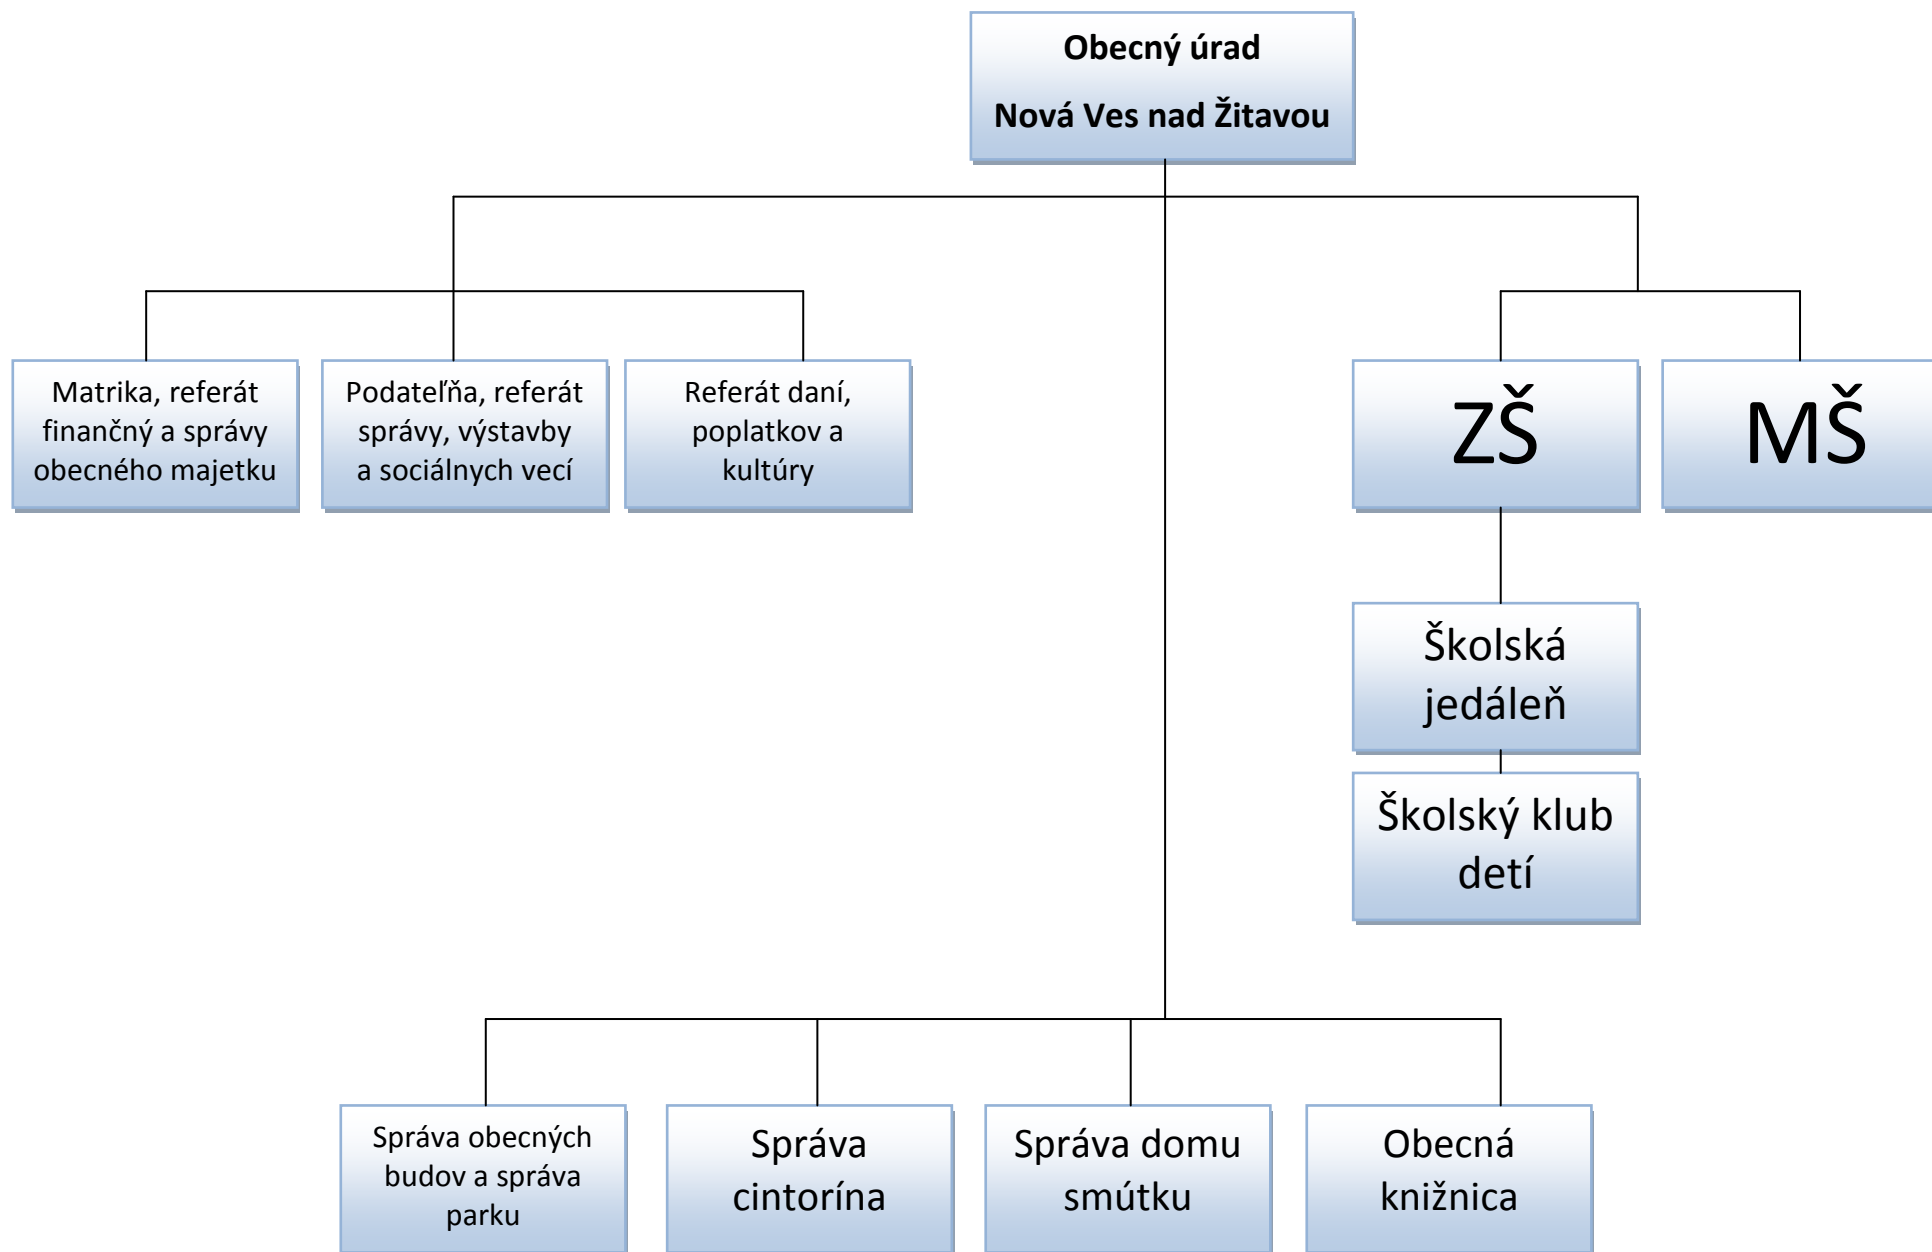 Obecný úrad
Nová Ves nad Žitavou
Matrika, referát
finančný a správy
obecného majetku
Podateľňa, referát
správy, výstavby
a sociálnych vecí
Referát daní,
poplatkov a
kultúry
ZŠ
MŠ
Školská
jedáleň
Školský klub
detí
Správa obecných
budov a správa
parku
Správa
cintorína
Správa domu
smútku
Obecná
knižnica